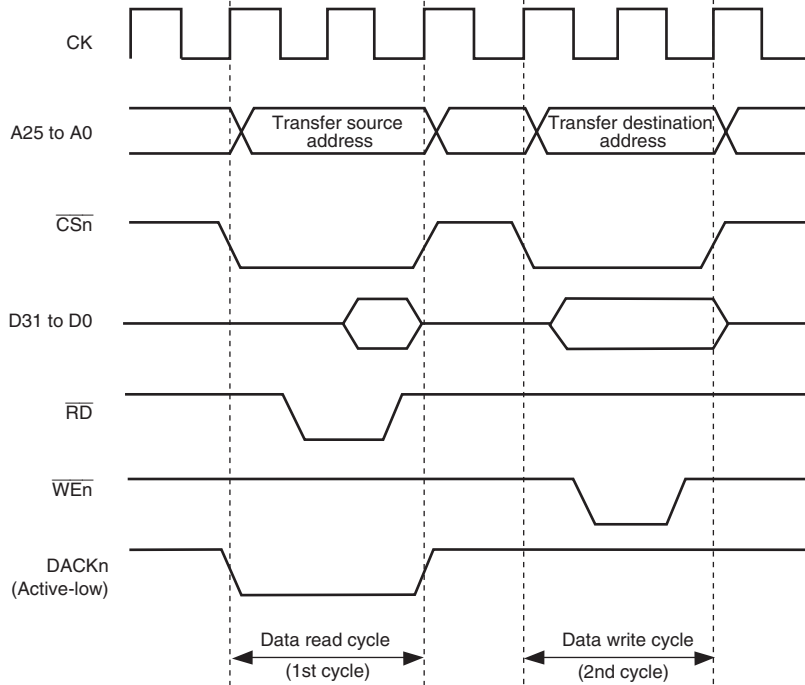 CK
A25 to A0
Transfer source
address
Transfer destination
address
CSn
D31 to D0
RD
WEn
DACKn
(Active-low)
Data read cycle
(1st cycle)
Data write cycle
(2nd cycle)